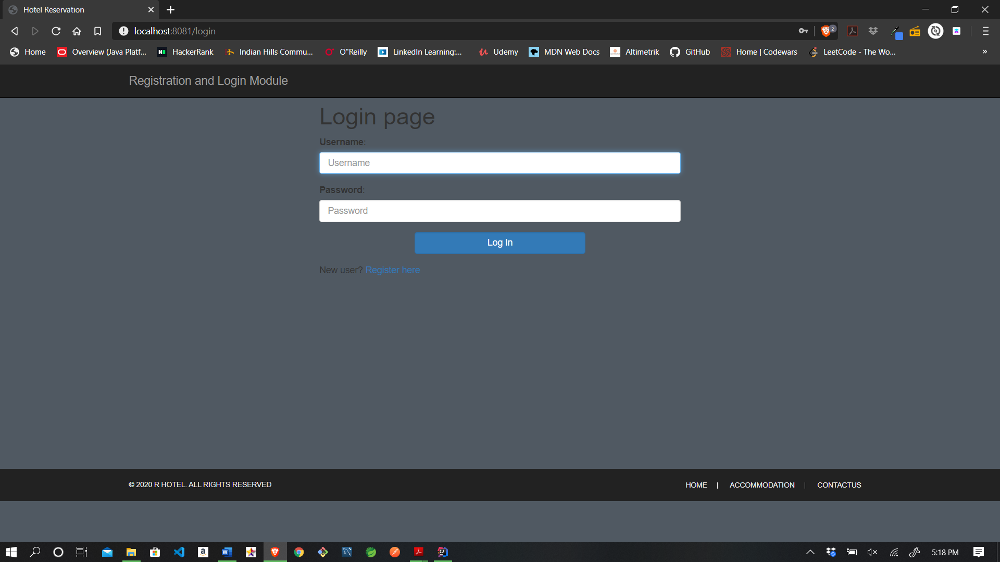 Hotel Reservation
localhost:8081/login
2
Home
Overview (Java Platf...
HackerRank
Indian Hills Commu...
O"Reilly
LinkedIn Learning:...
Udemy
MDN Web Docs
Altimetrik
GitHub
Home | Codewars
LeetCode - The Wo...
»
Registration and Login Module
Login page
Username:
Username
Password:
Password
Log In
New user? Register here
© 2020 R HOTEL. ALL RIGHTS RESERVED
HOME | ACCOMMODATION | CONTACTUS
5:18 PM